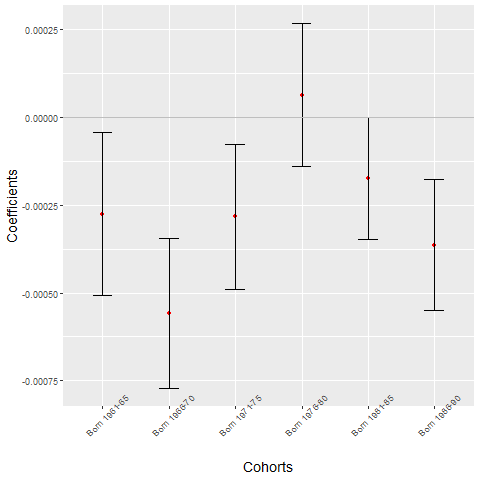 0.00025
0.00000
-0.00025
-0.00050
-0.00075
Coefficients
Born 1961-65
Born 1966-70
Born 1971-75
Born 1976-80
Born 1981-85
Born 1986-90
Cohorts